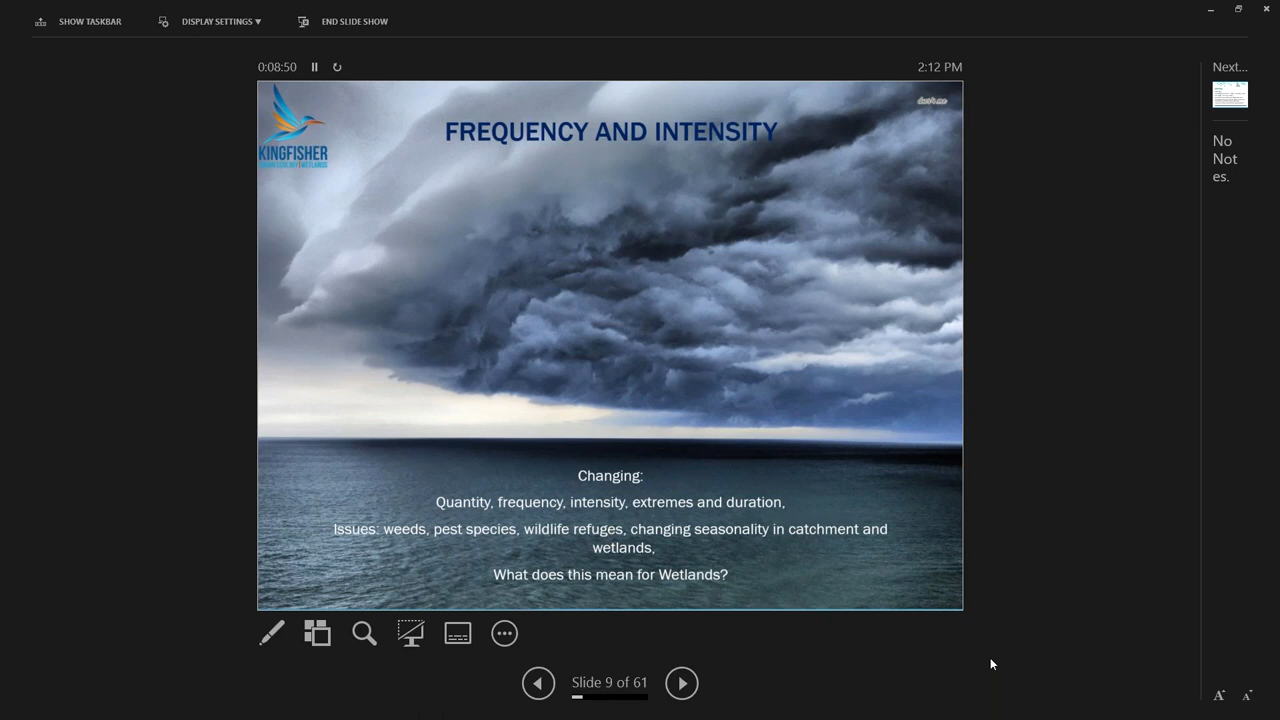 SHOW TASKBAR
DISPLAY SETTINGS ▾
END SLIDE SHOW
0:08:50
2:12 PM
Next...
KINGFISHER
FREQUENCY AND INTENSITY
No
Not
es.
Changing:
Quantity, frequency, intensity, extremes and duration,
Issues: weeds, pest species, wildlife refuges, changing seasonality in catchment and
wetlands,
What does this mean for Wetlands?
Slide 9 of 61
A
A